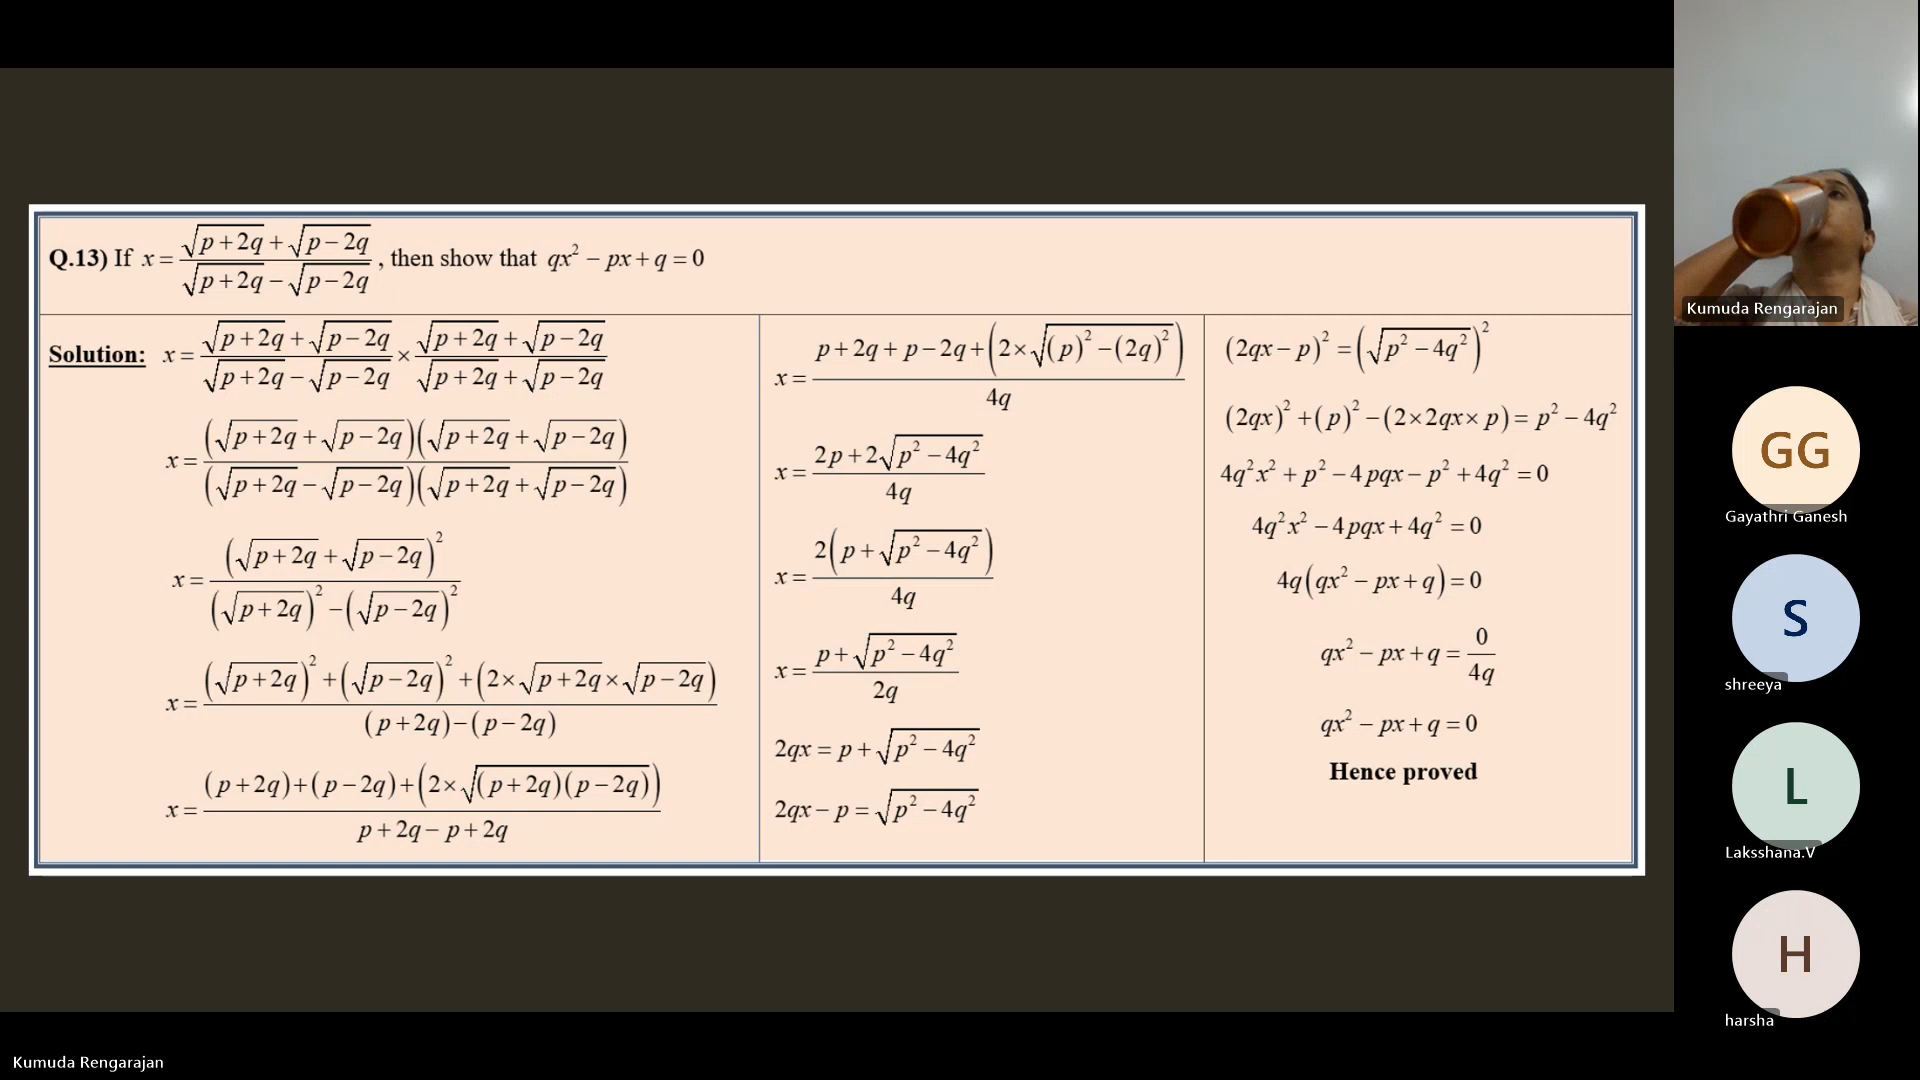 Q.13) If x = (√(p+2q) + √(p−2q)) / (√(p+2q) − √(p−2q)) , then show that qx² − px + q = 0
Solution: x = (√(p+2q) + √(p−2q)) / (√(p+2q) − √(p−2q)) × (√(p+2q) + √(p−2q)) / (√(p+2q) + √(p−2q))
x = ((√(p+2q) + √(p−2q))(√(p+2q) + √(p−2q))) / ((√(p+2q) − √(p−2q))(√(p+2q) + √(p−2q)))
x = (√(p+2q) + √(p−2q))² / ((√(p+2q))² − (√(p−2q))²)
x = ((√(p+2q))² + (√(p−2q))² + (2×√(p+2q)×√(p−2q))) / ((p+2q)−(p−2q))
x = ((p+2q)+(p−2q)+(2×√((p+2q)(p−2q)))) / (p+2q−p+2q)
x = (p+2q+p−2q+(2×√((p)²−(2q)²))) / 4q
x = (2p+2√(p²−4q²)) / 4q
x = 2(p+√(p²−4q²)) / 4q
x = (p+√(p²−4q²)) / 2q
2qx = p+√(p²−4q²)
2qx − p = √(p²−4q²)
(2qx−p)² = (√(p²−4q²))²
(2qx)²+(p)²−(2×2qx×p) = p²−4q²
4q²x²+p²−4pqx−p²+4q² = 0
4q²x²−4pqx+4q² = 0
4q(qx²−px+q) = 0
qx²−px+q = 0/4q
qx²−px+q = 0
Hence proved
Kumuda Rengarajan
GG
Gayathri Ganesh
S
shreeya
L
Laksshana.V
H
harsha
Kumuda Rengarajan